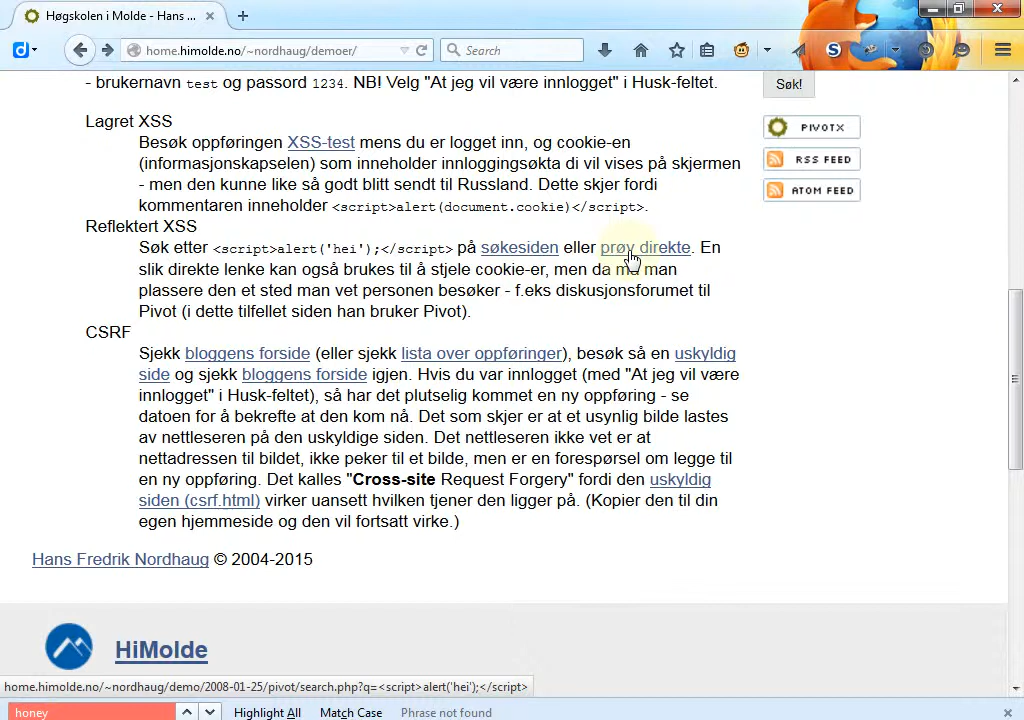 Høgskolen i Molde - Hans ...
home.himolde.no/~nordhaug/demoer/
Search
- brukernavn test og passord 1234. NB! Velg "At jeg vil være innlogget" i Husk-feltet.
Søk!
Lagret XSS
PIVOTX
Besøk oppføringen XSS-test mens du er logget inn, og cookie-en
(informasjonskapselen) som inneholder innloggingsøkta di vil vises på skjermen
RSS FEED
- men den kunne like så godt blitt sendt til Russland. Dette skjer fordi
ATOM FEED
kommentaren inneholder <script>alert(document.cookie)</script>.
Reflektert XSS
Søk etter <script>alert('hei');</script> på søkesiden eller prøv direkte. En
slik direkte lenke kan også brukes til å stjele cookie-er, men da må man
plassere den et sted man vet personen besøker - f.eks diskusjonsforumet til
Pivot (i dette tilfellet siden han bruker Pivot).
CSRF
Sjekk bloggens forside (eller sjekk lista over oppføringer), besøk så en uskyldig
side og sjekk bloggens forside igjen. Hvis du var innlogget (med "At jeg vil være
innlogget" i Husk-feltet), så har det plutselig kommet en ny oppføring - se
datoen for å bekrefte at den kom nå. Det som skjer er at et usynlig bilde lastes
av nettleseren på den uskyldige siden. Det nettleseren ikke vet er at
nettadressen til bildet, ikke peker til et bilde, men er en forespørsel om legge til
en ny oppføring. Det kalles "Cross-site Request Forgery" fordi den uskyldig
siden (csrf.html) virker uansett hvilken tjener den ligger på. (Kopier den til din
egen hjemmeside og den vil fortsatt virke.)
Hans Fredrik Nordhaug © 2004-2015
HiMolde
home.himolde.no/~nordhaug/demo/2008-01-25/pivot/search.php?q=<script>alert('hei');</script>
honey
Highlight All
Match Case
Phrase not found